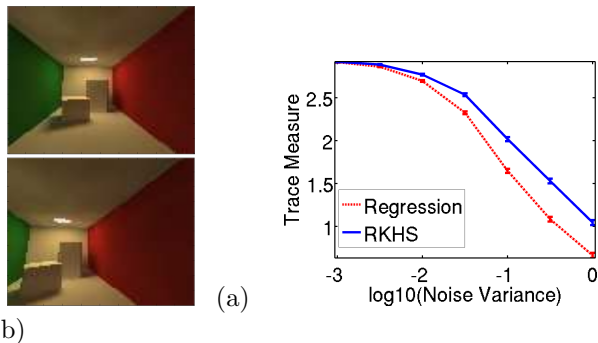 (a)
b)
Trace Measure
2.5
2
1.5
1
Regression
RKHS
-3
-2
-1
0
log10(Noise Variance)